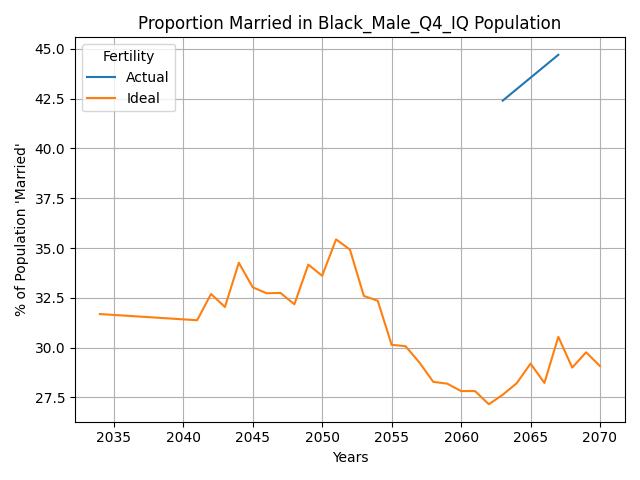 Proportion Married in Black_Male_Q4_IQ Population
% of Population 'Married'
45.0
42.5
40.0
37.5
35.0
32.5
30.0
27.5
Fertility
Actual
Ideal
2035 2040 2045 2050 2055 2060 2065 2070
Years